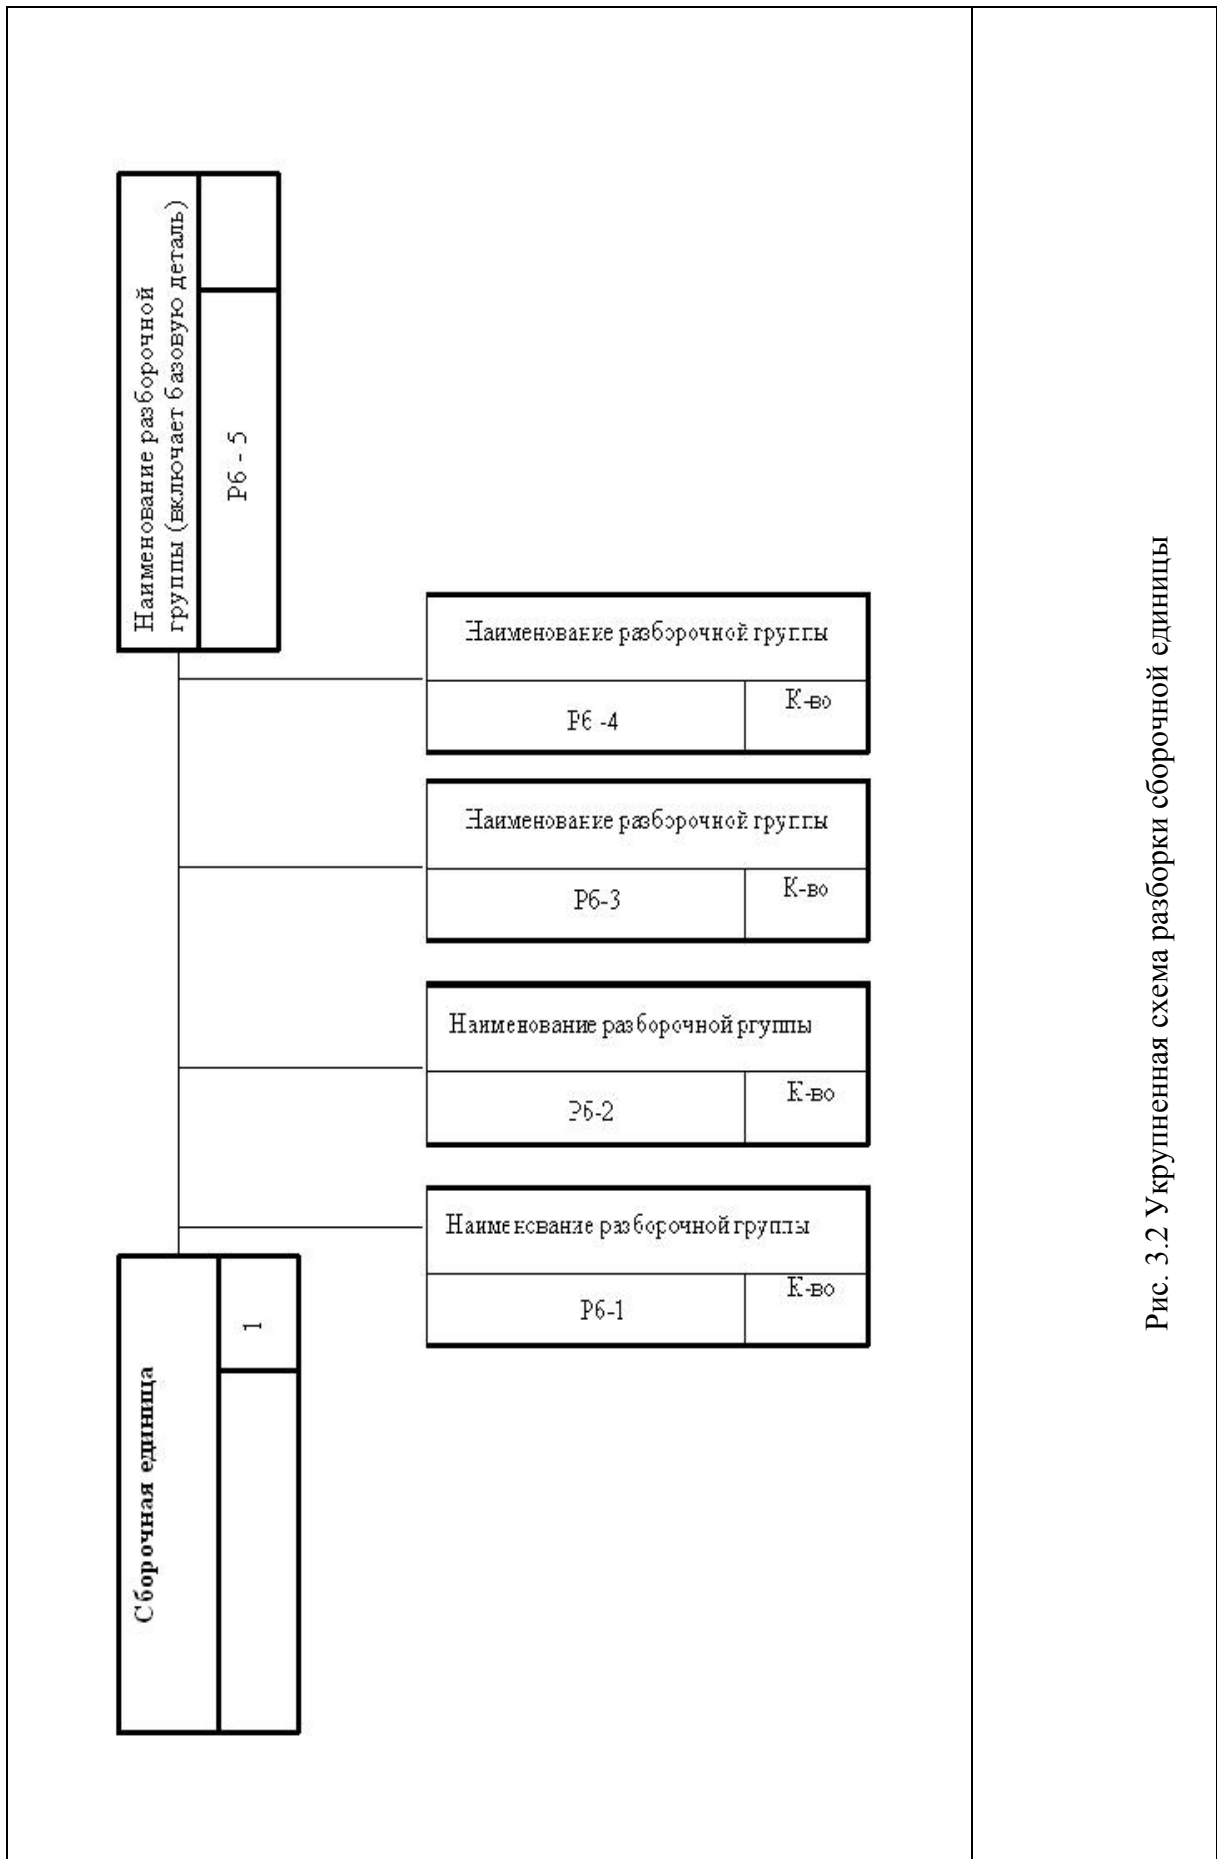 Сборочная единица
1
Наименование разборочной группы
Рб-1
К-во
Наименование разборочной ргуппы
Рб-2
К-во
Наименование разборочной группы
Рб-3
К-во
Наименование разборочной группы
Рб -4
К-во
Наименование разборочной
группы (включает базовую деталь)
Рб - 5
Рис. 3.2 Укрупненная схема разборки сборочной единицы